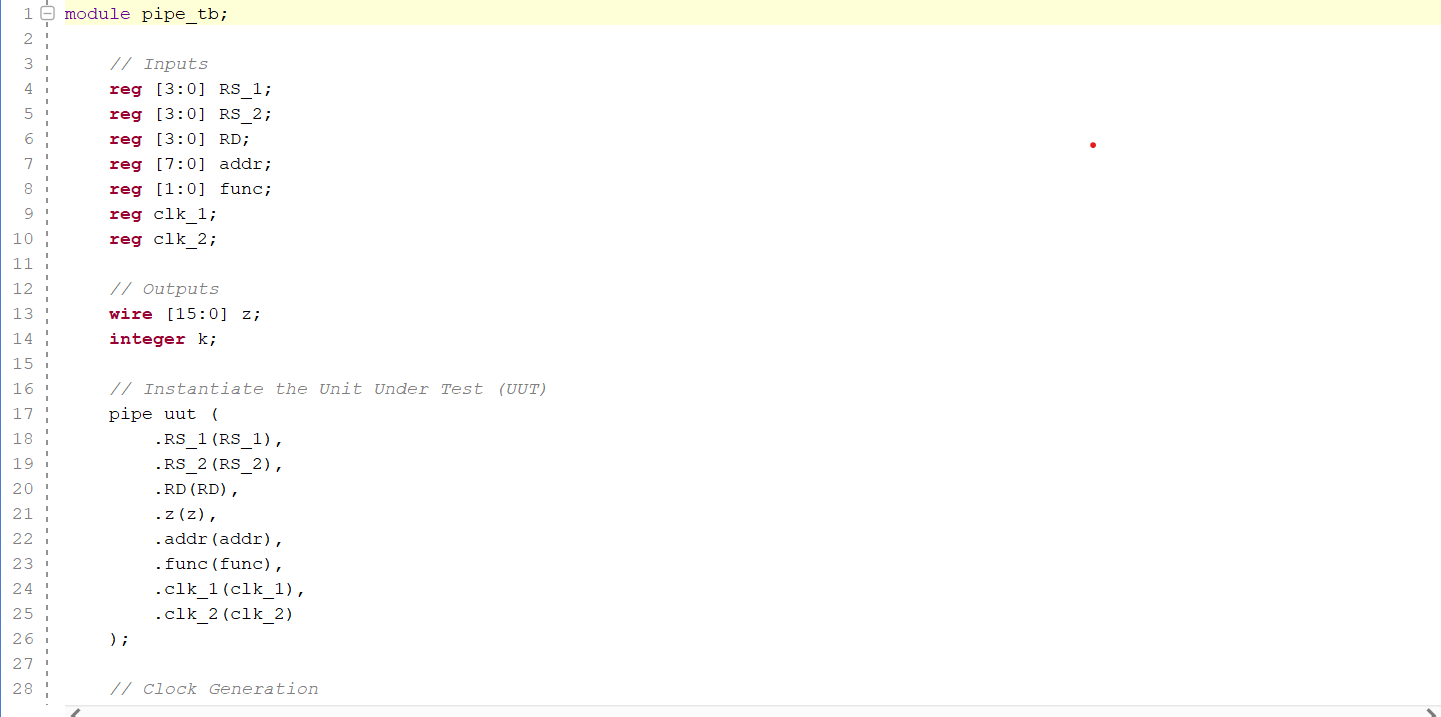 1 module pipe_tb;
2
3 // Inputs
4 reg [3:0] RS_1;
5 reg [3:0] RS_2;
6 reg [3:0] RD;
7 reg [7:0] addr;
8 reg [1:0] func;
9 reg clk_1;
10 reg clk_2;
11
12 // Outputs
13 wire [15:0] z;
14 integer k;
15
16 // Instantiate the Unit Under Test (UUT)
17 pipe uut (
18 .RS_1(RS_1),
19 .RS_2(RS_2),
20 .RD(RD),
21 .z(z),
22 .addr(addr),
23 .func(func),
24 .clk_1(clk_1),
25 .clk_2(clk_2)
26 );
27
28 // Clock Generation